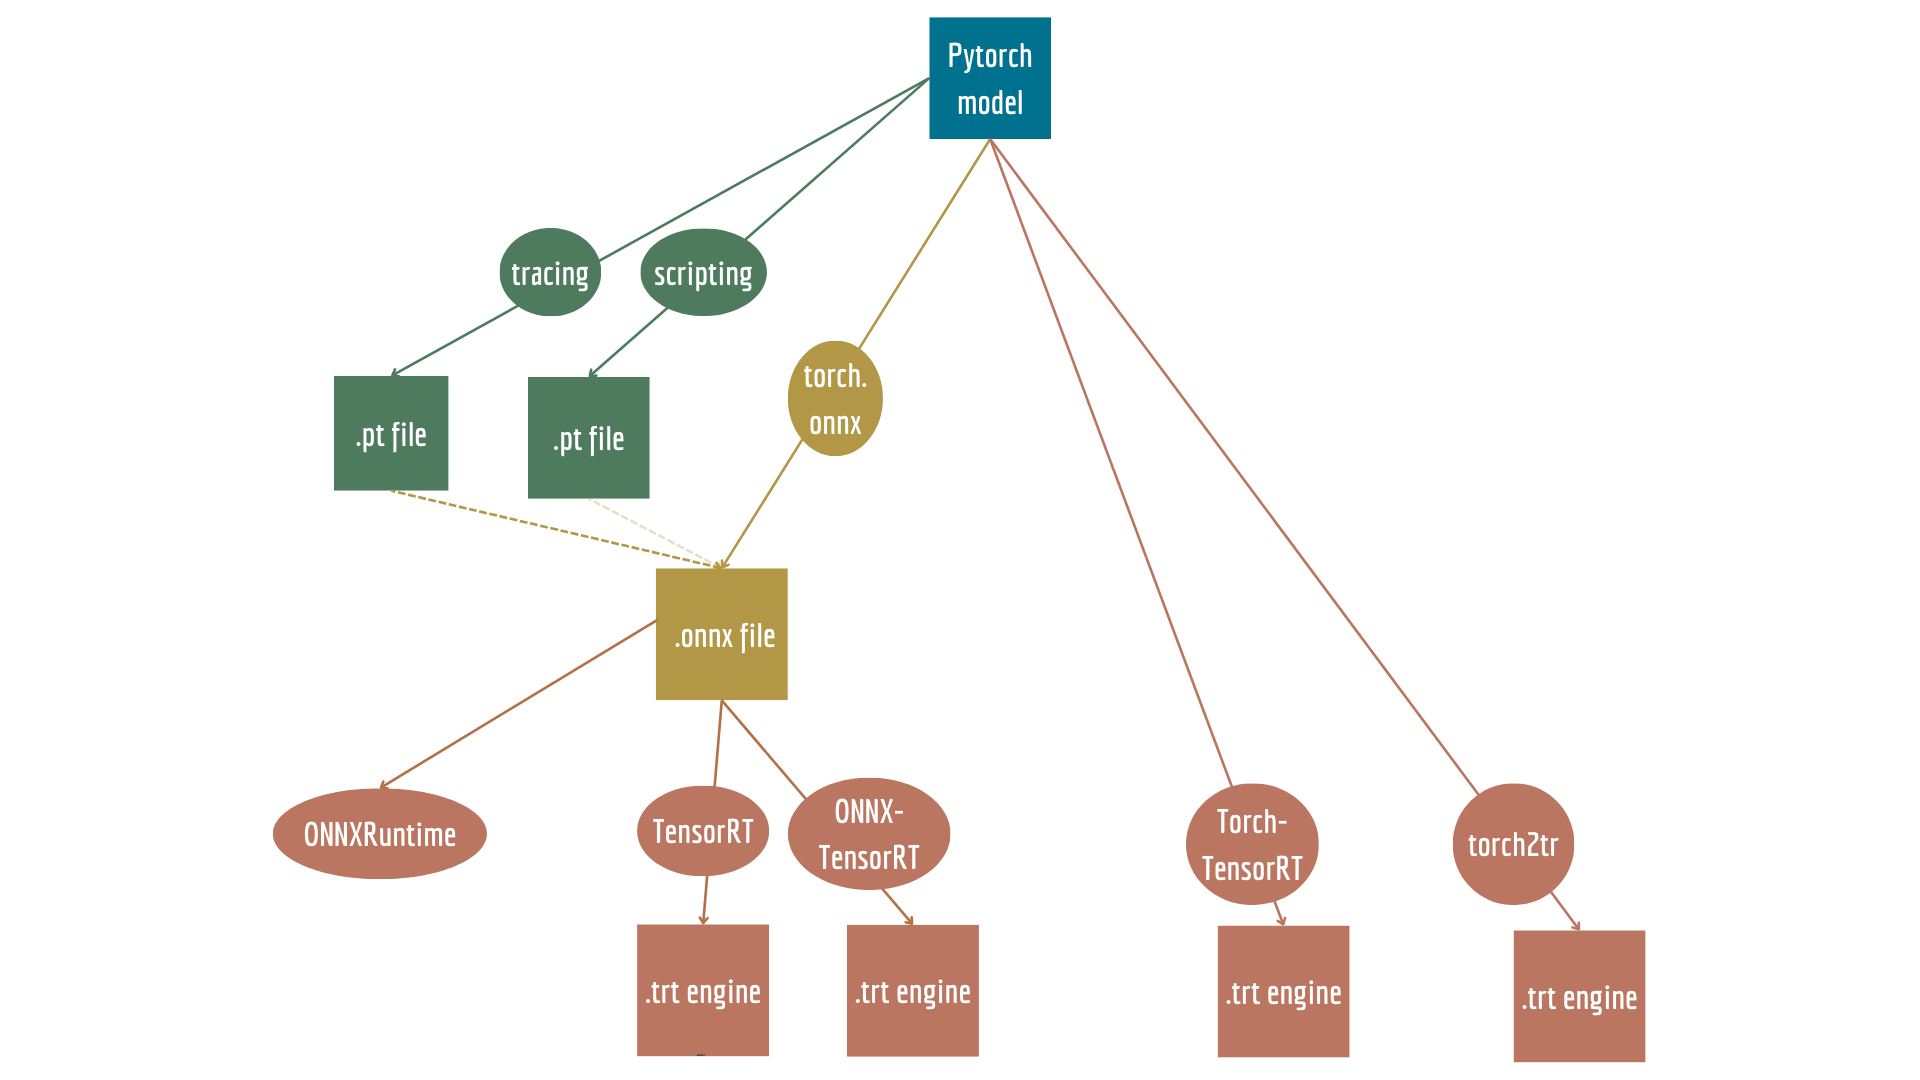 Pytorch
model
tracing
scripting
torch.
onnx
.pt file
.pt file
.onnx file
ONNXRuntime
TensorRT
ONNX-
TensorRT
Torch-
TensorRT
torch2tr
.trt engine
.trt engine
.trt engine
.trt engine